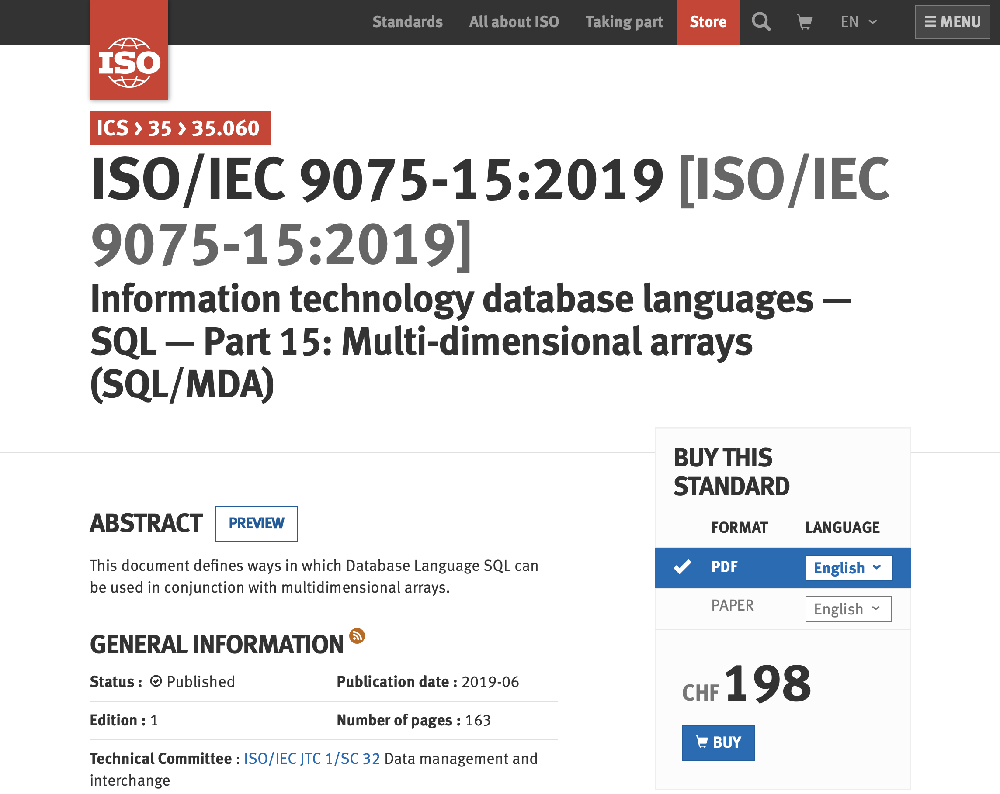 Standards All about ISO Taking part Store EN MENU
ISO
ICS › 35 › 35.060
ISO/IEC 9075-15:2019 [ISO/IEC
9075-15:2019]
Information technology database languages —
SQL — Part 15: Multi-dimensional arrays
(SQL/MDA)
ABSTRACT PREVIEW
This document defines ways in which Database Language SQL can
be used in conjunction with multidimensional arrays.
GENERAL INFORMATION
Status : Published Publication date : 2019-06
Edition : 1 Number of pages : 163
Technical Committee : ISO/IEC JTC 1/SC 32 Data management and
interchange
BUY THIS
STANDARD
FORMAT LANGUAGE
PDF English
PAPER English
CHF 198
BUY